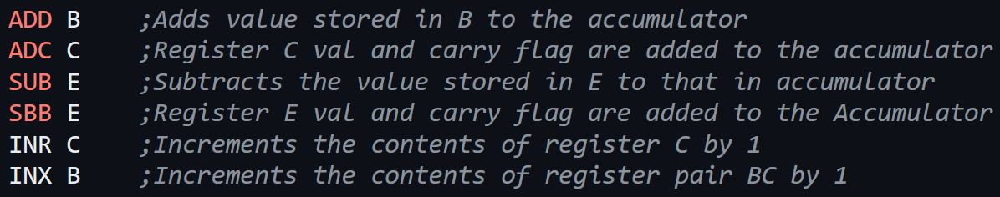 ADD B    ;Adds value stored in B to the accumulator
ADC C    ;Register C val and carry flag are added to the accumulator
SUB E    ;Subtracts the value stored in E to that in accumulator
SBB E    ;Register E val and carry flag are added to the Accumulator
INR C    ;Increments the contents of register C by 1
INX B    ;Increments the contents of register pair BC by 1